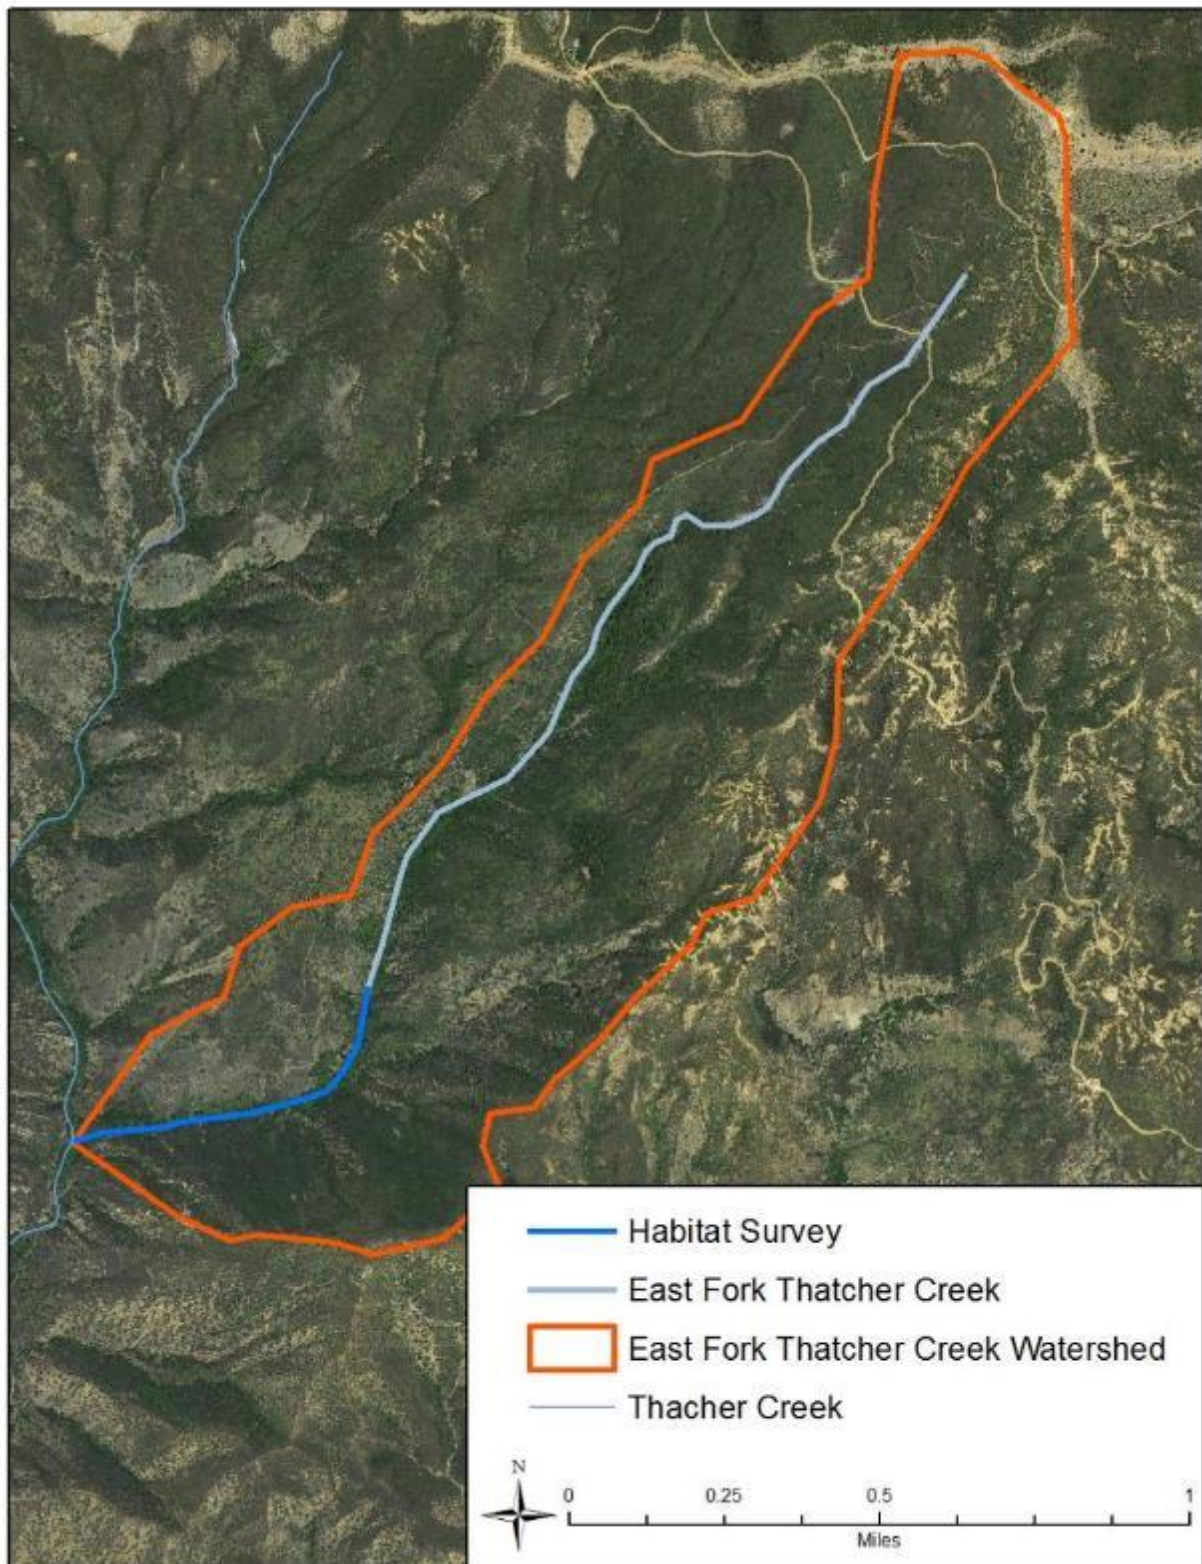 Habitat Survey
East Fork Thatcher Creek
East Fork Thatcher Creek Watershed
Thacher Creek
N
0 0.25 0.5 1
Miles